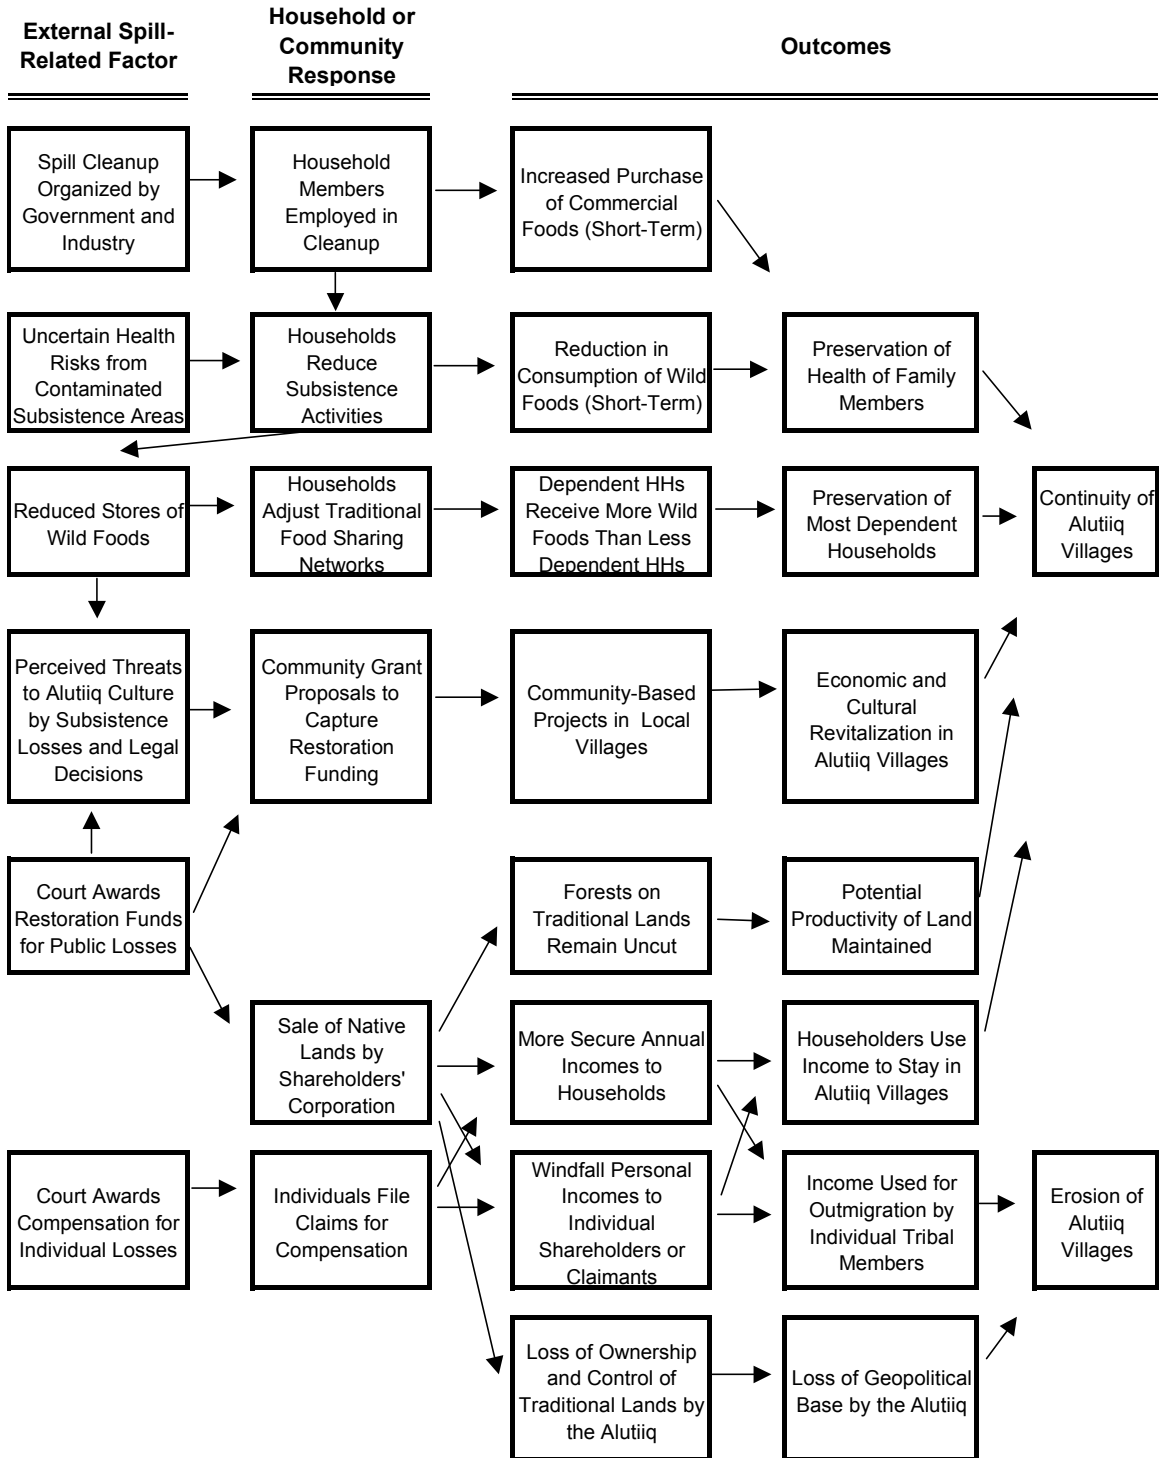 External Spill-
Related Factor
Household or
Community
Response
Outcomes
Spill Cleanup
Organized by
Government and
Industry
Household
Members
Employed in
Cleanup
Increased Purchase
of Commercial
Foods (Short-Term)
Uncertain Health
Risks from
Contaminated
Subsistence Areas
Households
Reduce
Subsistence
Activities
Reduction in
Consumption of Wild
Foods (Short-Term)
Preservation of
Health of Family
Members
Reduced Stores of
Wild Foods
Households
Adjust Traditional
Food Sharing
Networks
Dependent HHs
Receive More Wild
Foods Than Less
Dependent HHs
Preservation of
Most Dependent
Households
Continuity of
Alutiiq
Villages
Perceived Threats
to Alutiiq Culture
by Subsistence
Losses and Legal
Decisions
Community Grant
Proposals to
Capture
Restoration
Funding
Community-Based
Projects in Local
Villages
Economic and
Cultural
Revitalization in
Alutiiq Villages
Court Awards
Restoration Funds
for Public Losses
Forests on
Traditional Lands
Remain Uncut
Potential
Productivity of Land
Maintained
Sale of Native
Lands by
Shareholders'
Corporation
More Secure Annual
Incomes to
Households
Householders Use
Income to Stay in
Alutiiq Villages
Court Awards
Compensation for
Individual Losses
Individuals File
Claims for
Compensation
Windfall Personal
Incomes to
Individual
Shareholders or
Claimants
Income Used for
Outmigration by
Individual Tribal
Members
Erosion of
Alutiiq
Villages
Loss of Ownership
and Control of
Traditional Lands by
the Alutiiq
Loss of Geopolitical
Base by the Alutiiq